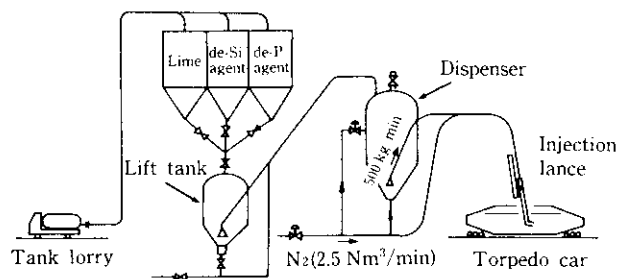 Lime
de-Si agent
de-P agent
Dispenser
Lift tank
500 kg min
Injection
lance
Tank lorry
N₂(2.5 Nm³/min)
Torpedo car